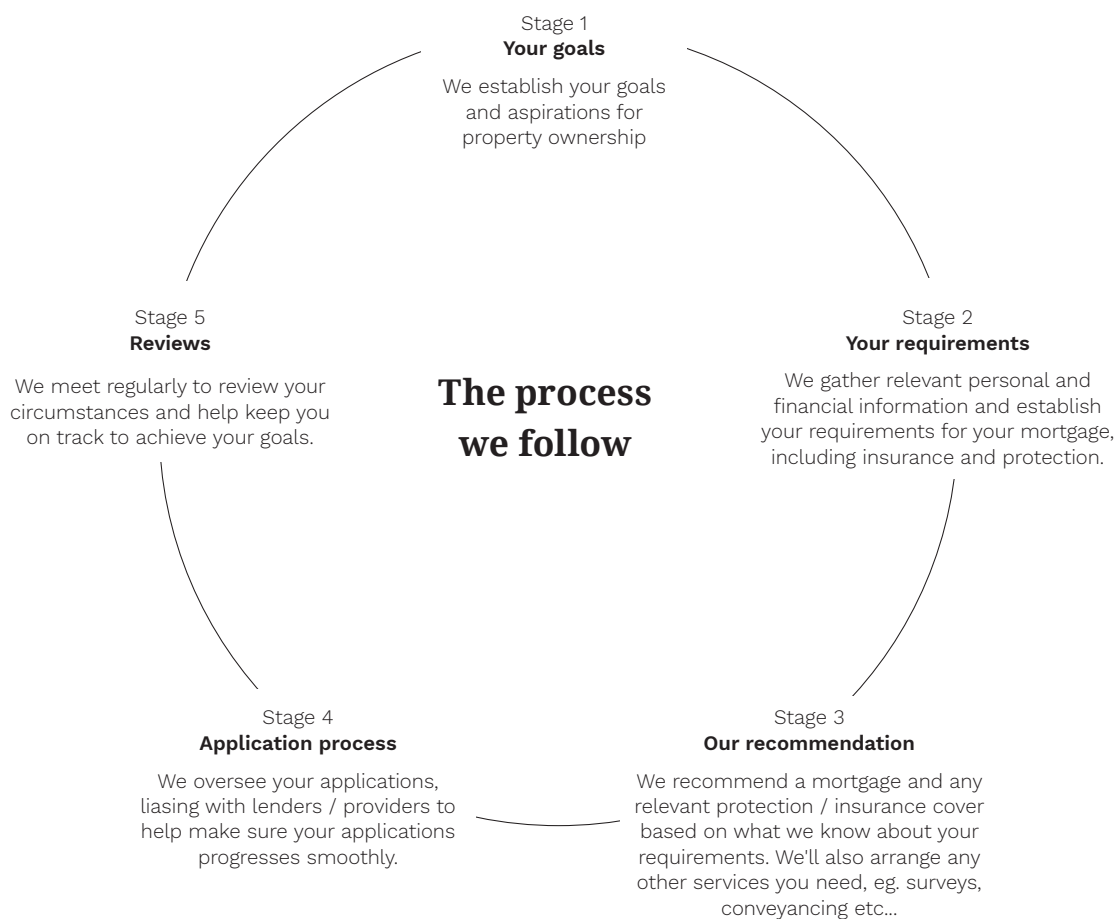 Stage 1
Your goals
We establish your goals
and aspirations for
property ownership
Stage 2
Your requirements
We gather relevant personal and
financial information and establish
your requirements for your mortgage,
including insurance and protection.
Stage 3
Our recommendation
We recommend a mortgage and any
relevant protection / insurance cover
based on what we know about your
requirements. We'll also arrange any
other services you need, eg. surveys,
conveyancing etc...
Stage 4
Application process
We oversee your applications,
liasing with lenders / providers to
help make sure your applications
progresses smoothly.
Stage 5
Reviews
We meet regularly to review your
circumstances and help keep you
on track to achieve your goals.
The process
we follow